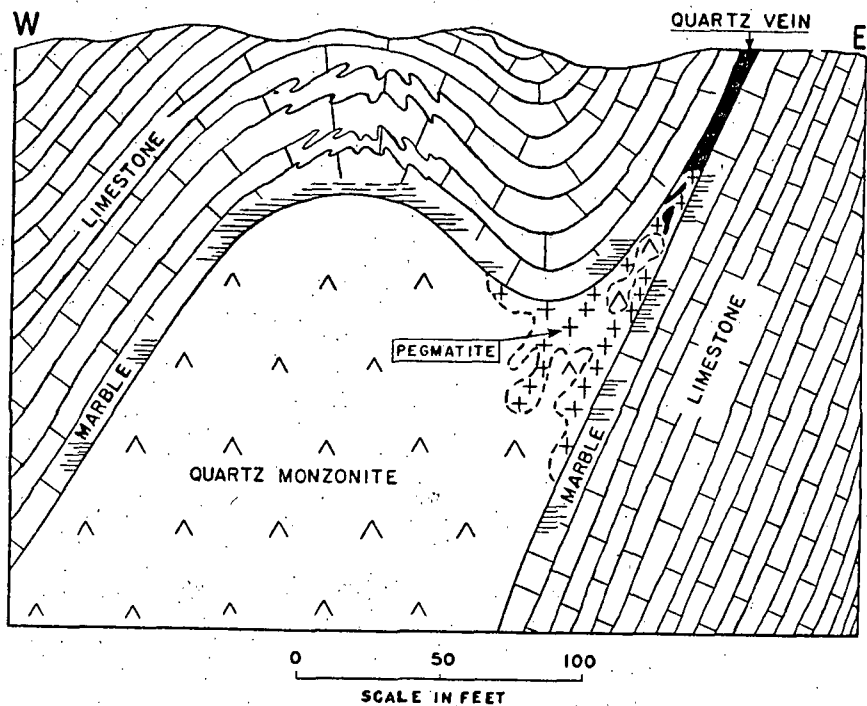 W
QUARTZ VEIN
E
LIMESTONE
PEGMATITE
LIMESTONE
MARBLE
MARBLE
QUARTZ MONZONITE
0 50 100
SCALE IN FEET